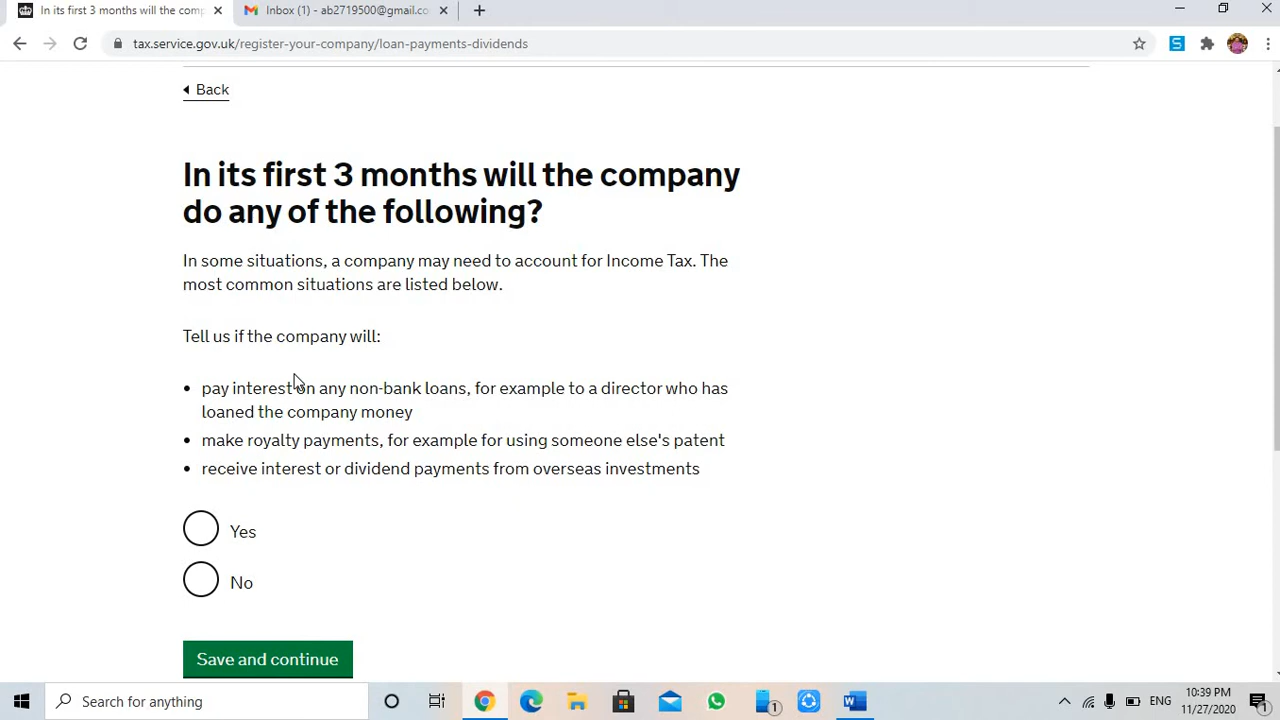 In its first 3 months will the comp
Inbox (1) - ab2719500@gmail.co
tax.service.gov.uk/register-your-company/loan-payments-dividends
Back
In its first 3 months will the company
do any of the following?
In some situations, a company may need to account for Income Tax. The
most common situations are listed below.
Tell us if the company will:
pay interest on any non-bank loans, for example to a director who has
loaned the company money
make royalty payments, for example for using someone else's patent
receive interest or dividend payments from overseas investments
Yes
No
Save and continue
Search for anything
1
ENG
10:39 PM
11/27/2020
1